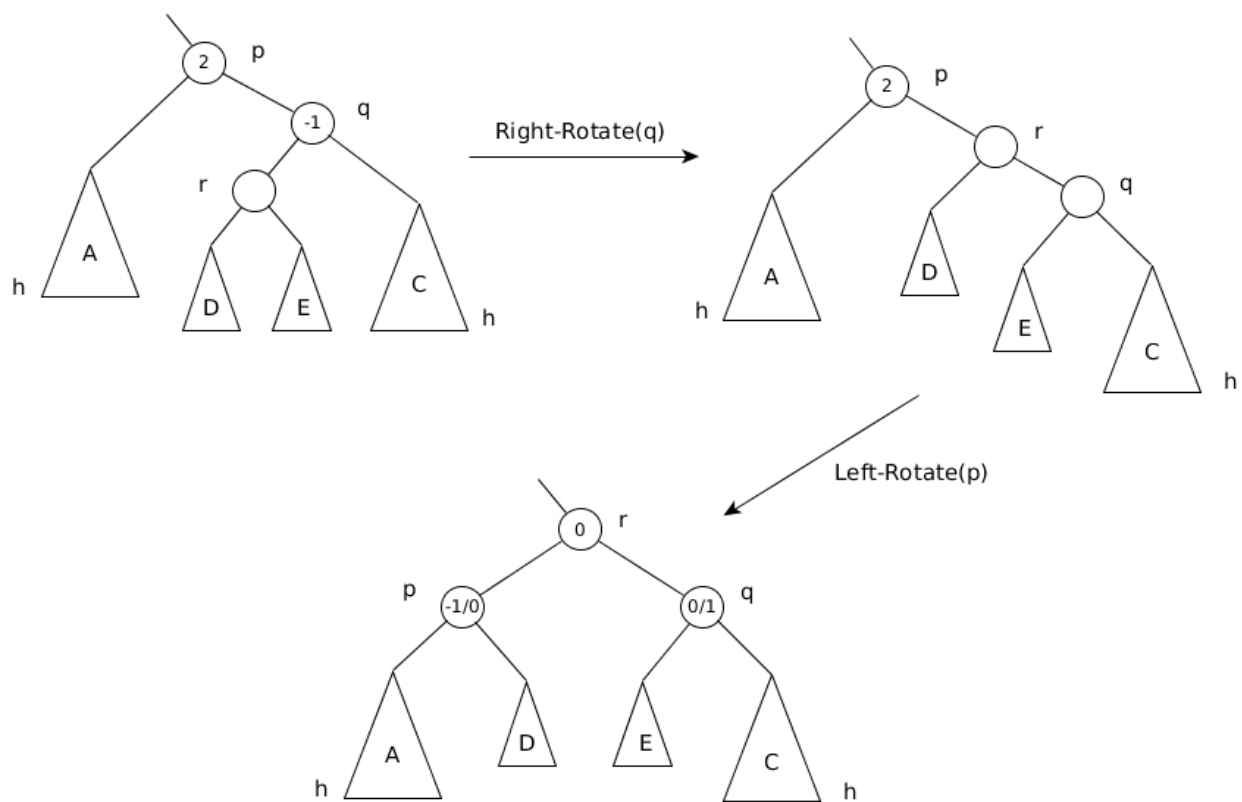 2 p
-1 q
r
A
D
E
C
h
h
Right-Rotate(q)
2 p
r
q
A
D
E
C
h
h
Left-Rotate(p)
0 r
p -1/0
0/1 q
A
D
E
C
h
h